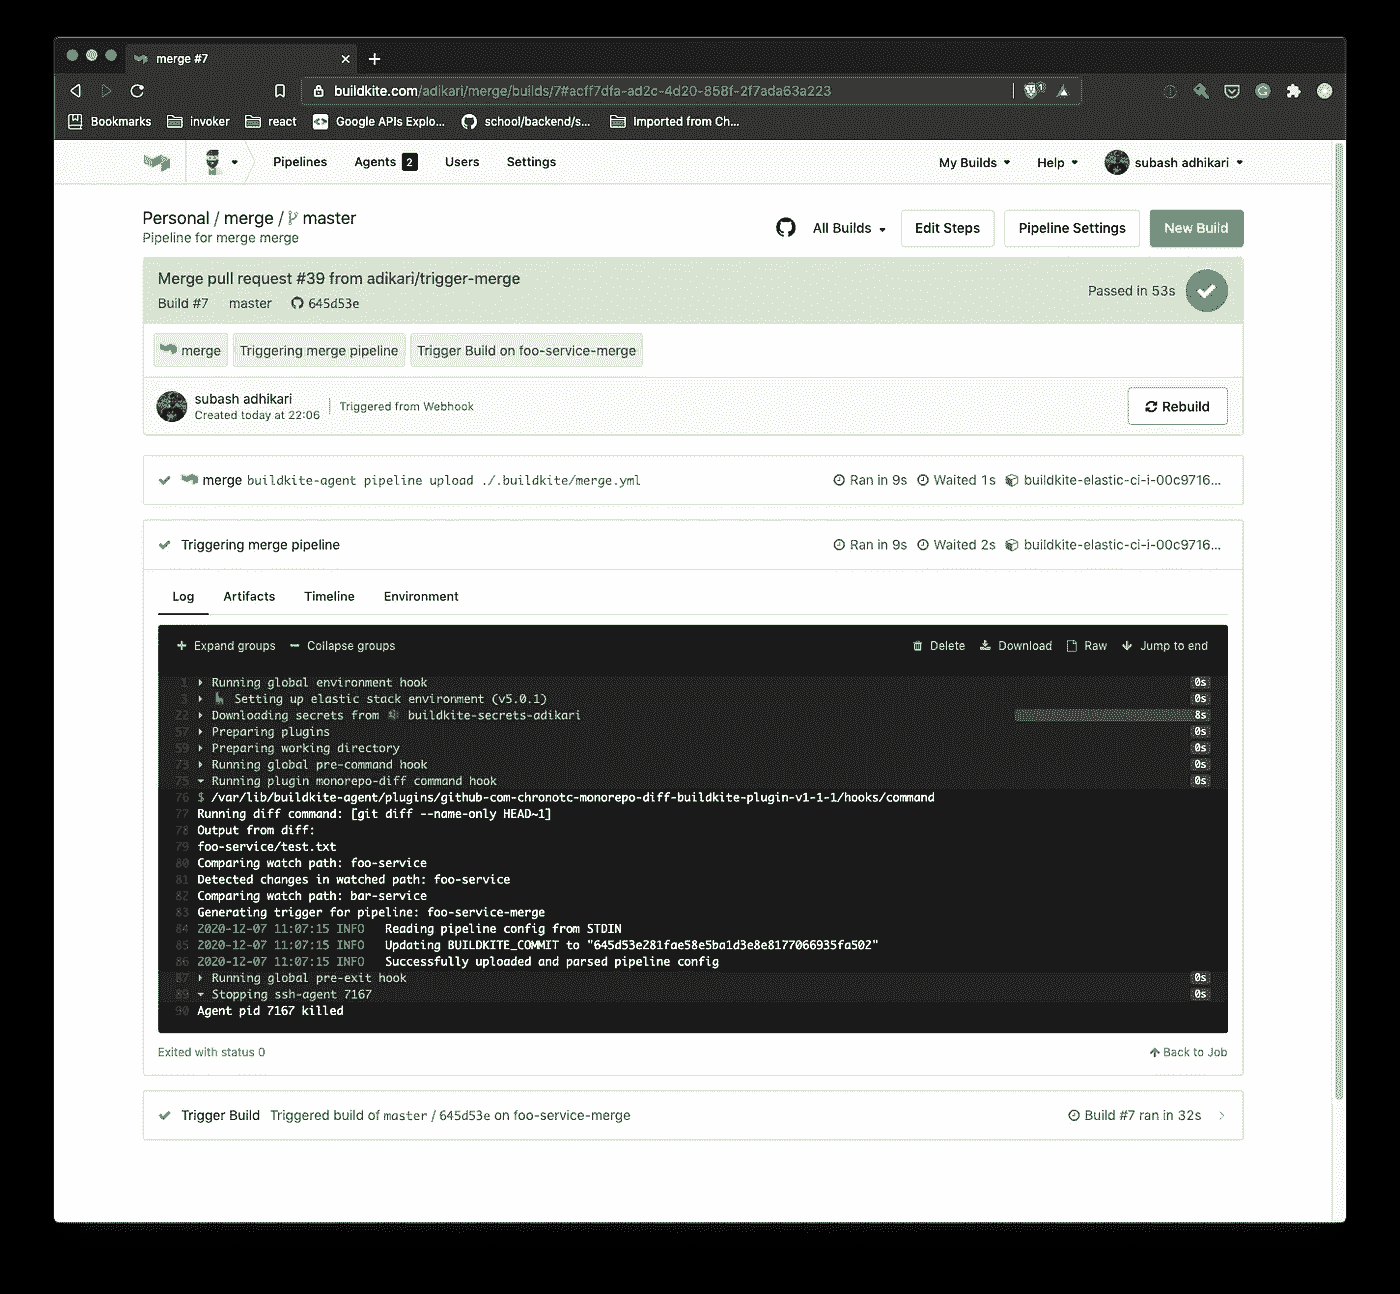 merge #7
buildkite.com/adikari/merge/builds/7#acff7dfa-ad2c-4d20-858f-2f7ada63a223
Bookmarks invoker react Google APIs Explo... school/backend/s... Imported from Ch...
Pipelines Agents 2 Users Settings My Builds Help subash adhikari
Personal / merge / master
Pipeline for merge merge
All Builds Edit Steps Pipeline Settings New Build
Merge pull request #39 from adikari/trigger-merge
Build #7 master 645d53e
Passed in 53s
merge Triggering merge pipeline Trigger Build on foo-service-merge
subash adhikari
Created today at 22:06
Triggered from Webhook
Rebuild
merge buildkite-agent pipeline upload ./.buildkite/merge.yml Ran in 9s Waited 1s buildkite-elastic-ci-i-00c9716...
Triggering merge pipeline Ran in 9s Waited 2s buildkite-elastic-ci-i-00c9716...
Log Artifacts Timeline Environment
Expand groups Collapse groups Delete Download Raw Jump to end
1 Running global environment hook 0s
3 Setting up elastic stack environment (v5.0.1) 0s
22 Downloading secrets from buildkite-secrets-adikari 8s
57 Preparing plugins 0s
59 Preparing working directory 0s
73 Running global pre-command hook 0s
75 Running plugin monorepo-diff command hook 0s
76 $ /var/lib/buildkite-agent/plugins/github-com-chronotc-monorepo-diff-buildkite-plugin-v1-1-1/hooks/command
77 Running diff command: [git diff --name-only HEAD~1]
78 Output from diff:
79 foo-service/test.txt
80 Comparing watch path: foo-service
81 Detected changes in watched path: foo-service
82 Comparing watch path: bar-service
83 Generating trigger for pipeline: foo-service-merge
84 2020-12-07 11:07:15 INFO Reading pipeline config from STDIN
85 2020-12-07 11:07:15 INFO Updating BUILDKITE_COMMIT to "645d53e281fae58e5ba1d3e8e8177066935fa502"
86 2020-12-07 11:07:15 INFO Successfully uploaded and parsed pipeline config
87 Running global pre-exit hook 0s
89 Stopping ssh-agent 7167 0s
90 Agent pid 7167 killed
Exited with status 0 Back to Job
Trigger Build Triggered build of master / 645d53e on foo-service-merge Build #7 ran in 32s